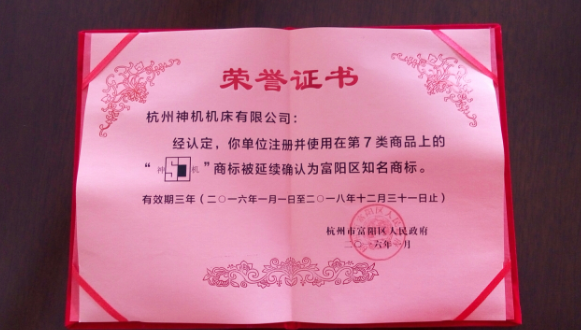 荣誉证书
杭州神机机床有限公司：
经认定，你单位注册并使用在第7类商品上的
“神 机”商标被延续确认为富阳区知名商标。
有效期三年（二〇一六年一月一日至二〇一八年十二月三十一日止）
杭州市富阳区人民政府
二〇一六年 月